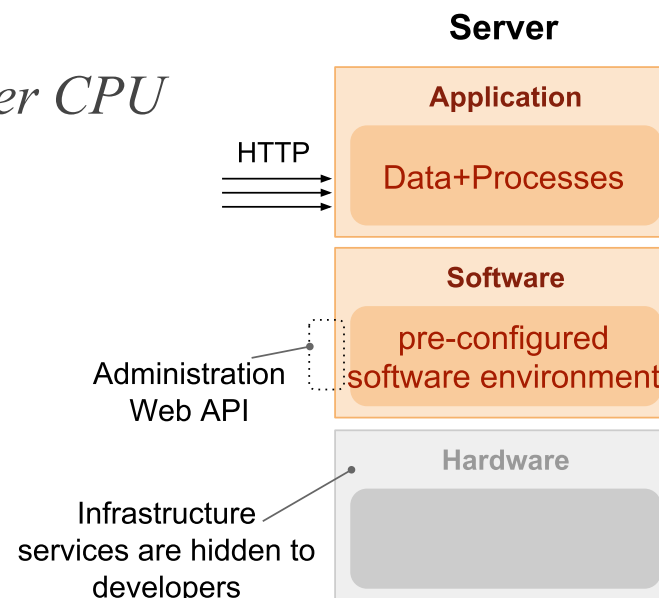 Server
er CPU
Application
HTTP
Data+Processes
Software
pre-configured
software environment
Administration
Web API
Hardware
Infrastructure
services are hidden to
developers